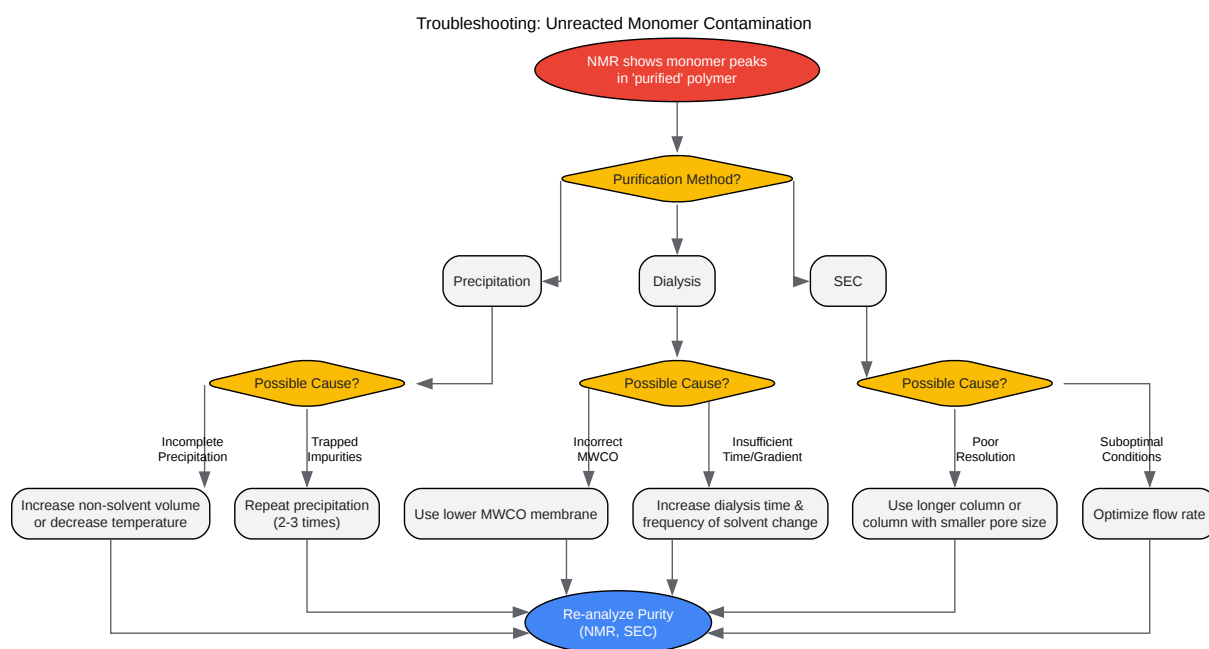 Troubleshooting: Unreacted Monomer Contamination
NMR shows monomer peaks
in 'purified' polymer
Purification Method?
Precipitation
Dialysis
SEC
Possible Cause?
Possible Cause?
Possible Cause?
Incomplete
Precipitation
Trapped
Impurities
Incorrect
MWCO
Insufficient
Time/Gradient
Poor
Resolution
Suboptimal
Conditions
Increase non-solvent volume
or decrease temperature
Repeat precipitation
(2-3 times)
Use lower MWCO membrane
Increase dialysis time &
frequency of solvent change
Use longer column or
column with smaller pore size
Optimize flow rate
Re-analyze Purity
(NMR, SEC)